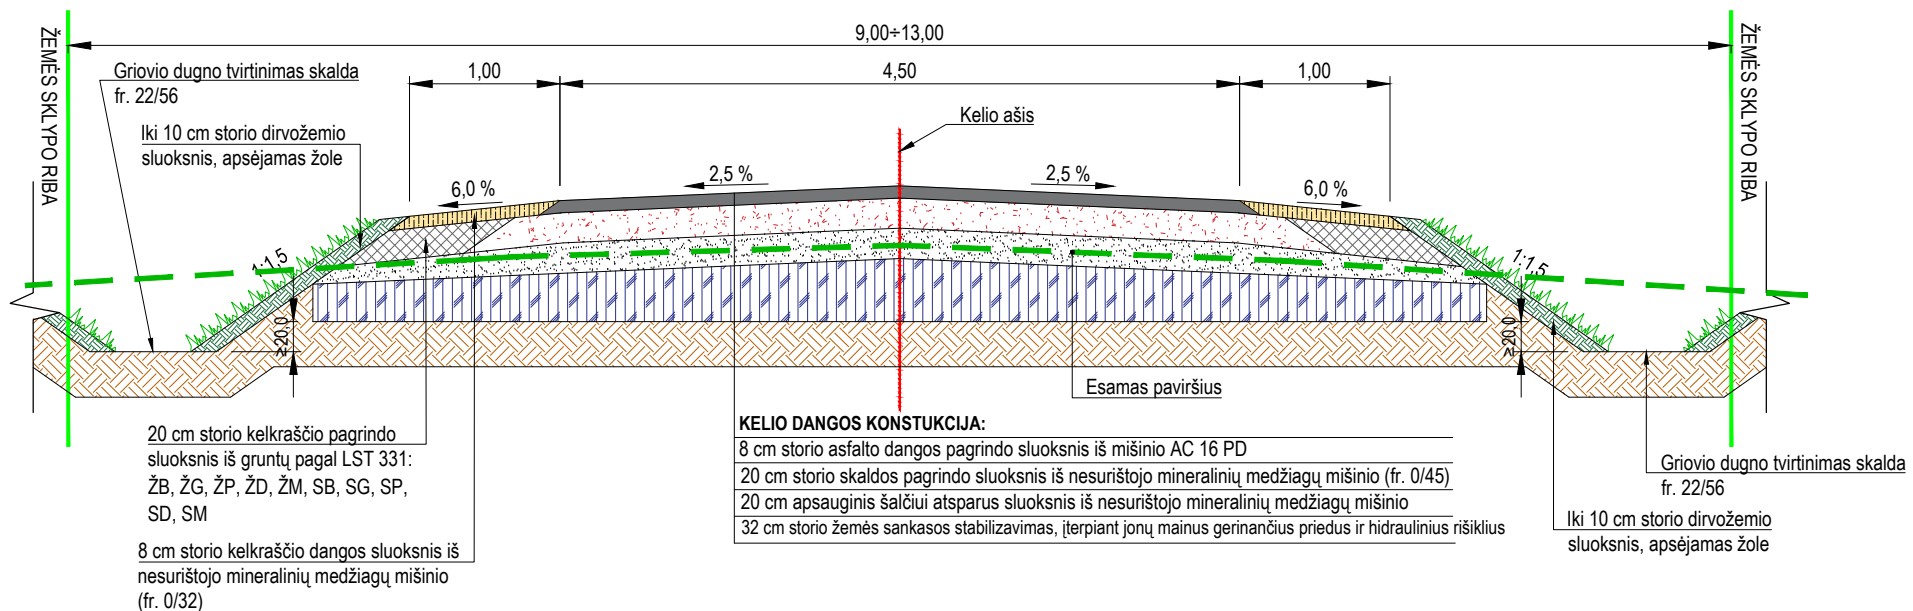 9,00÷13,00
ŽEMĖS SKLYPO RIBA
ŽEMĖS SKLYPO RIBA
Griovio dugno tvirtinimas skalda
fr. 22/56
1,00
4,50
1,00
Iki 10 cm storio dirvožemio
sluoksnis, apsėjamas žole
Kelio ašis
6,0 %
2,5 %
2,5 %
6,0 %
1:1,5
1:1,5
≥20,0
≥20,0
Esamas paviršius
20 cm storio kelkraščio pagrindo
sluoksnis iš gruntų pagal LST 331:
ŽB, ŽG, ŽP, ŽD, ŽM, SB, SG, SP,
SD, SM
8 cm storio kelkraščio dangos sluoksnis iš
nesurištojo mineralinių medžiagų mišinio
(fr. 0/32)
KELIO DANGOS KONSTUKCIJA:
8 cm storio asfalto dangos pagrindo sluoksnis iš mišinio AC 16 PD
20 cm storio skaldos pagrindo sluoksnis iš nesurištojo mineralinių medžiagų mišinio (fr. 0/45)
20 cm apsauginis šalčiui atsparus sluoksnis iš nesurištojo mineralinių medžiagų mišinio
32 cm storio žemės sankasos stabilizavimas, įterpiant jonų mainus gerinančius priedus ir hidraulinius rišiklius
Griovio dugno tvirtinimas skalda
fr. 22/56
Iki 10 cm storio dirvožemio
sluoksnis, apsėjamas žole